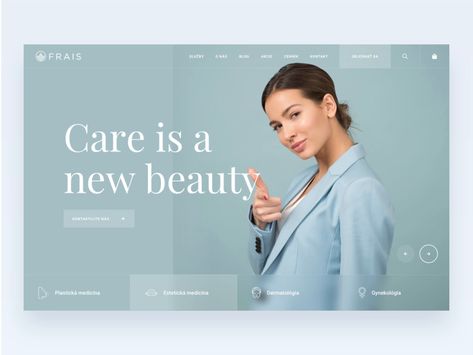 FRAIS
SLUŽBY O NÁS BLOG AKCIE CENNÍK KONTAKT OBJEDNAŤ SA
Care is a
new beauty
KONTAKTUJTE NÁS
Plastická medicína Estetická medicína Dermatológia Gynekológia